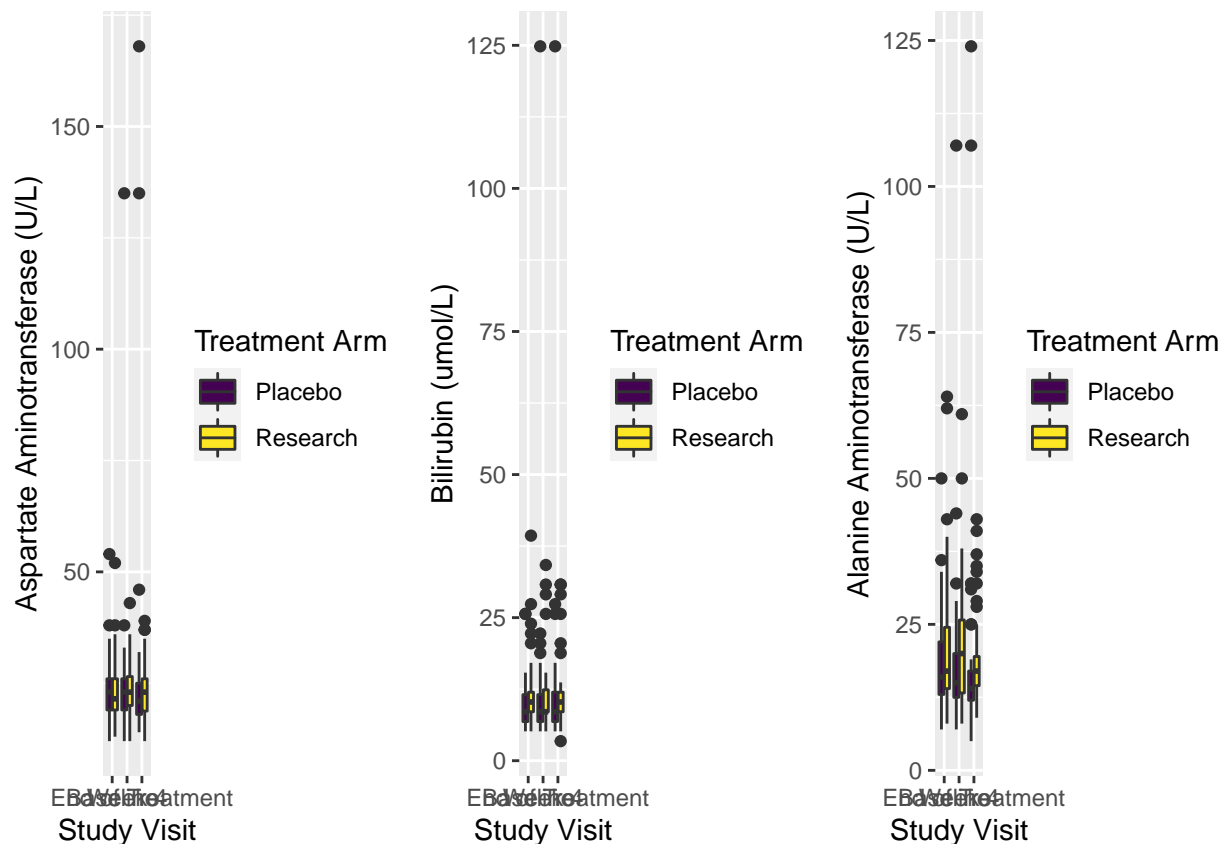 Aspartate Aminotransferase (U/L)
150
100
50
Study Visit
Treatment Arm
Placebo
Research
Bilirubin (umol/L)
125
100
75
50
25
0
Study Visit
Treatment Arm
Placebo
Research
Alanine Aminotransferase (U/L)
125
100
75
50
25
0
Study Visit
Treatment Arm
Placebo
Research